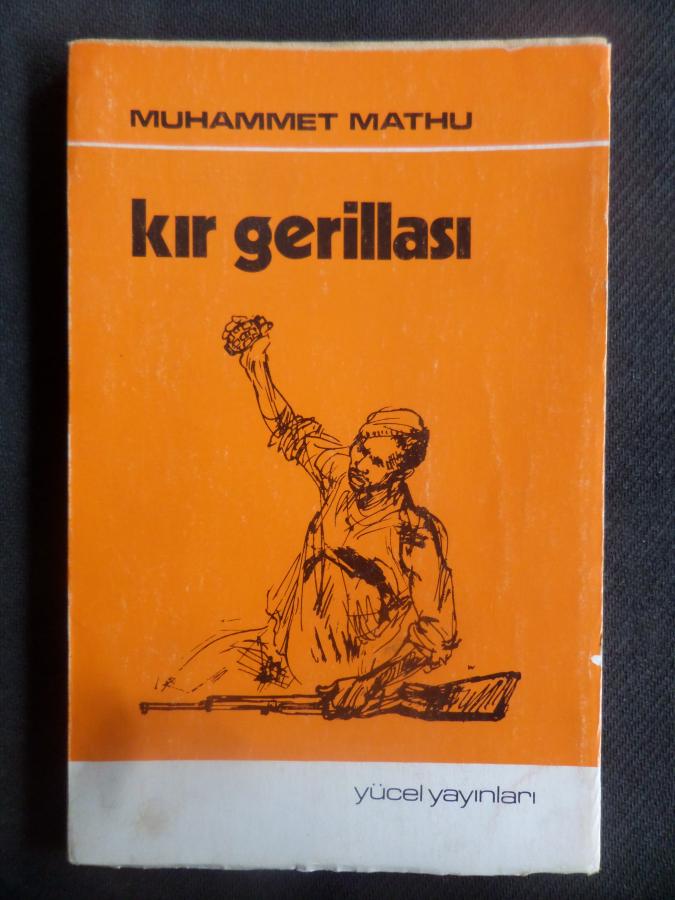 MUHAMMET MATHU
kır gerillası
yücel yayınları